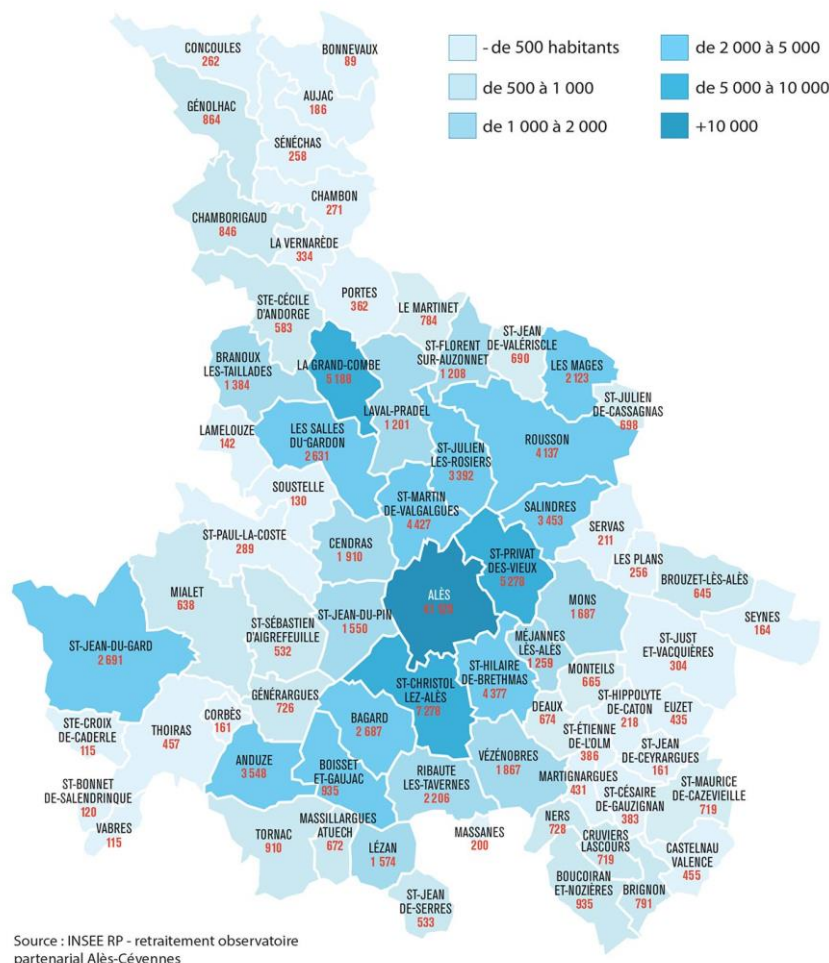 CONCOULES
262
BONNEVAUX
89
- de 500 habitants
de 500 à 1 000
de 1 000 à 2 000
de 2 000 à 5 000
de 5 000 à 10 000
+10 000
GÉNOLHAC
864
AUJAC
186
SÉNÉCHAS
258
CHAMBON
271
CHAMBORIGAUD
846
LA VERNARÈDE
334
PORTES
362
LE MARTINET
784
STE-CÉCILE
D'ANDORGE
583
ST-JEAN
DE-VALÉRISCLE
690
ST-FLORENT
SUR-AUZONNET
1 208
LES MAGES
2 123
BRANOUX
LES-TAILLADES
1 384
LA GRAND-COMBE
ST-JULIEN
DE-CASSAGNAS
698
LAVAL-PRADEL
1 201
LAMELOUZE
142
LES SALLES
DU-GARDON
2 631
ROUSSON
4 137
ST-JULIEN
LES-ROSIERS
3 392
SOUSTELLE
130
ST-MARTIN
DE-VALGALGUES
4 427
SALINDRES
3 453
SERVAS
211
ST-PAUL-LA-COSTE
289
CENDRAS
1 910
ST-PRIVAT
DES-VIEUX
5 278
LES PLANS
256
BROUZET-LÈS-ALÈS
645
MIALET
638
ALÈS
MONS
1 687
SEYNES
164
ST-JEAN-DU-GARD
2 691
ST-SÉBASTIEN
D'AIGREFEUILLE
532
ST-JEAN-DU-PIN
1 550
MÉJANNES
LÈS-ALÈS
1 259
ST-JUST
ET-VACQUIÈRES
304
ST-HILAIRE
DE-BRETHMAS
4 377
MONTEILS
665
ST-CHRISTOL
LEZ-ALÈS
7 278
GÉNÉRARGUES
726
ST-HIPPOLYTE
DE-CATON
218
EUZET
435
DEAUX
674
STE-CROIX
DE-CADERLE
115
THOIRAS
457
CORBÈS
161
BAGARD
2 687
ST-ÉTIENNE
DE-L'OLM
386
ST-JEAN
DE-CEYRARGUES
161
ANDUZE
3 548
BOISSET
ET-GAUJAC
935
VÉZÉNOBRES
1 867
RIBAUTE
LES-TAVERNES
2 206
MARTIGNARGUES
431
ST-CÉSAIRE
DE-GAUZIGNAN
383
ST-MAURICE
DE-CAZEVIEILLE
719
ST-BONNET
DE-SALENDRINQUE
120
VABRES
115
TORNAC
910
MASSILLARGUES
ATUECH
672
LÉZAN
1 574
MASSANES
200
NERS
728
CRUVIERS
LASCOURS
719
CASTELNAU
VALENCE
455
BOUCOIRAN
ET-NOZIÈRES
935
BRIGNON
791
ST-JEAN
DE-SERRES
533
Source : INSEE RP - retraitement observatoire
partenarial Alès-Cévennes